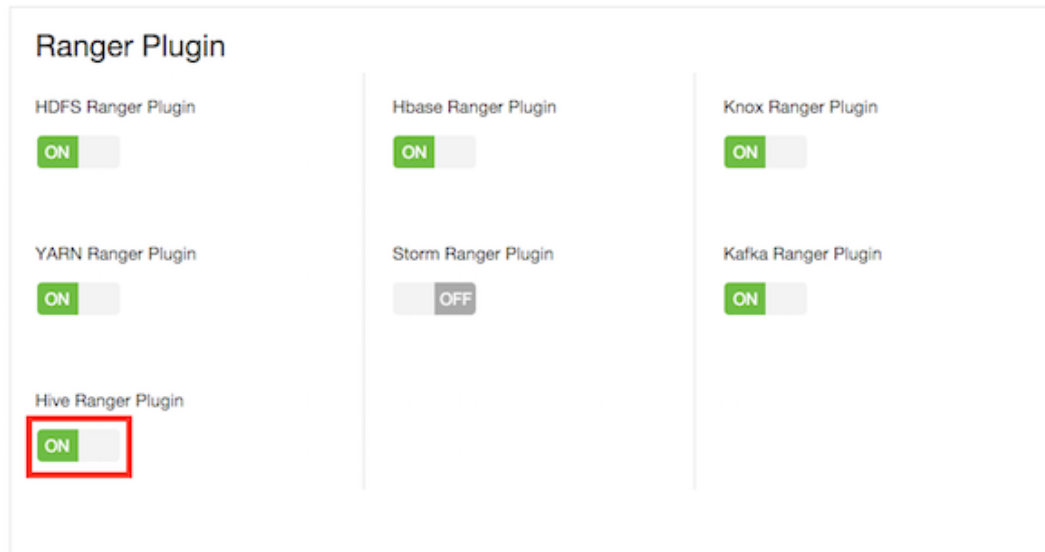 Ranger Plugin
HDFS Ranger Plugin
ON
Hbase Ranger Plugin
ON
Knox Ranger Plugin
ON
YARN Ranger Plugin
ON
Storm Ranger Plugin
OFF
Kafka Ranger Plugin
ON
Hive Ranger Plugin
ON